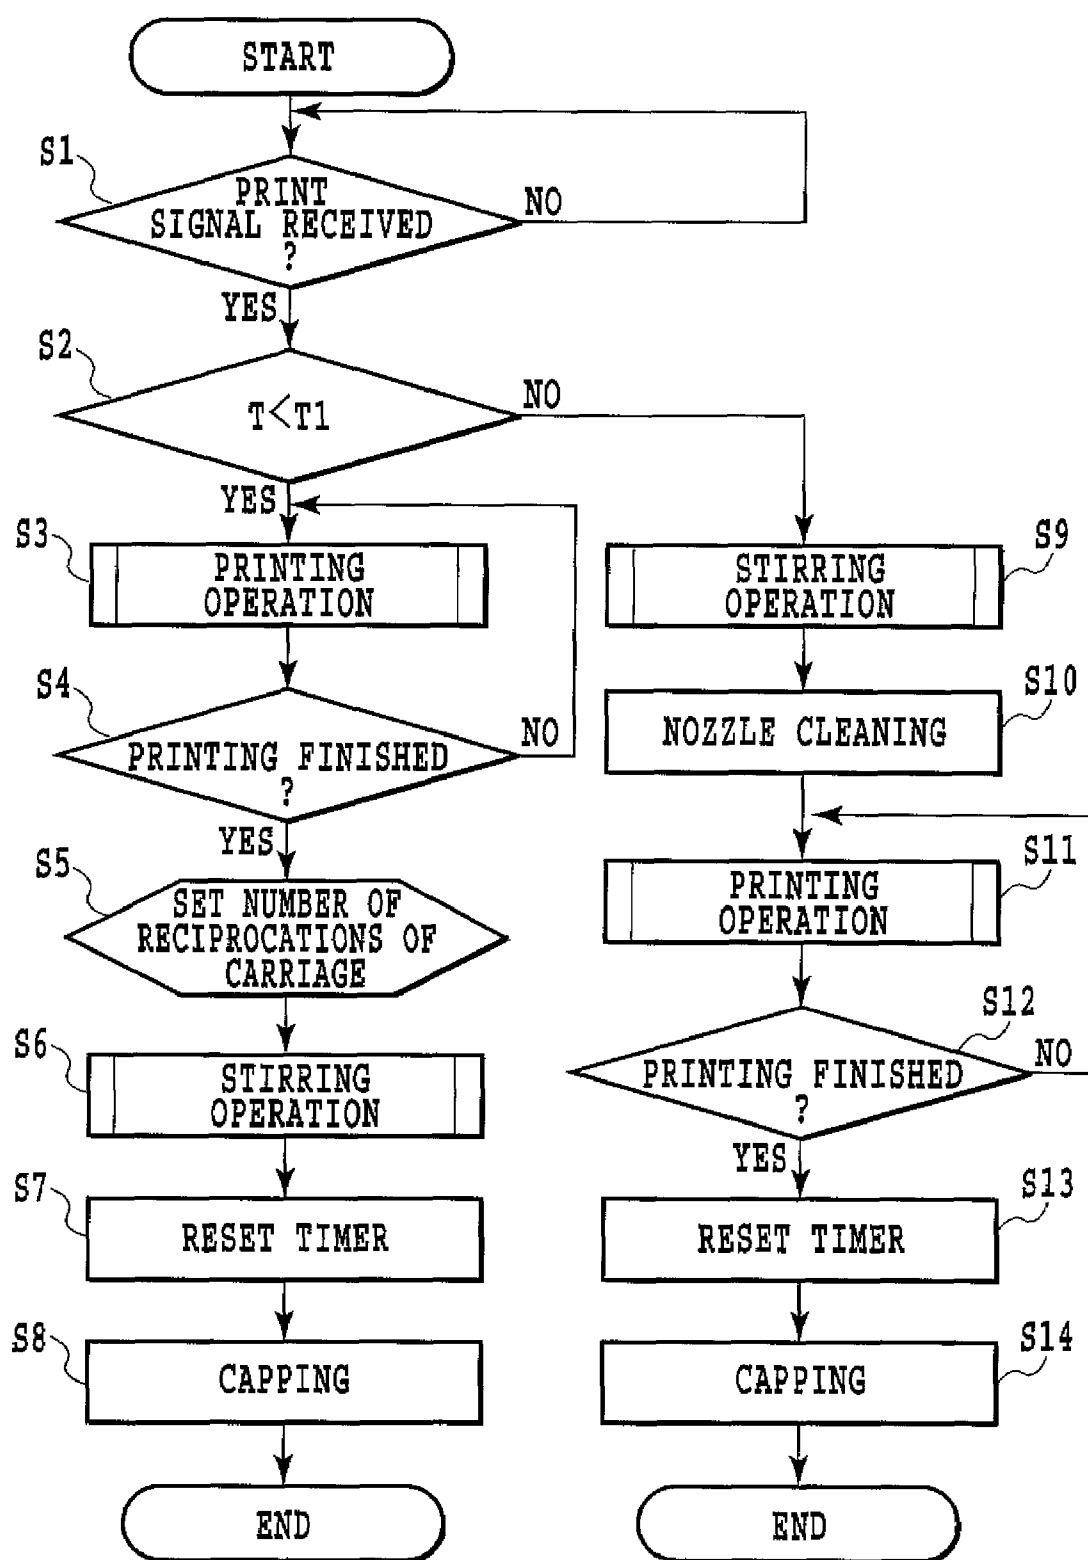 START
S1
PRINT
SIGNAL RECEIVED
?
NO
YES
S2
T<T1
NO
YES
S3
PRINTING
OPERATION
S4
PRINTING FINISHED
?
NO
YES
S5
SET NUMBER OF
RECIPROCATIONS OF
CARRIAGE
S6
STIRRING
OPERATION
S7
RESET TIMER
S8
CAPPING
END
S9
STIRRING
OPERATION
S10
NOZZLE CLEANING
S11
PRINTING
OPERATION
S12
PRINTING FINISHED
?
NO
YES
S13
RESET TIMER
S14
CAPPING
END